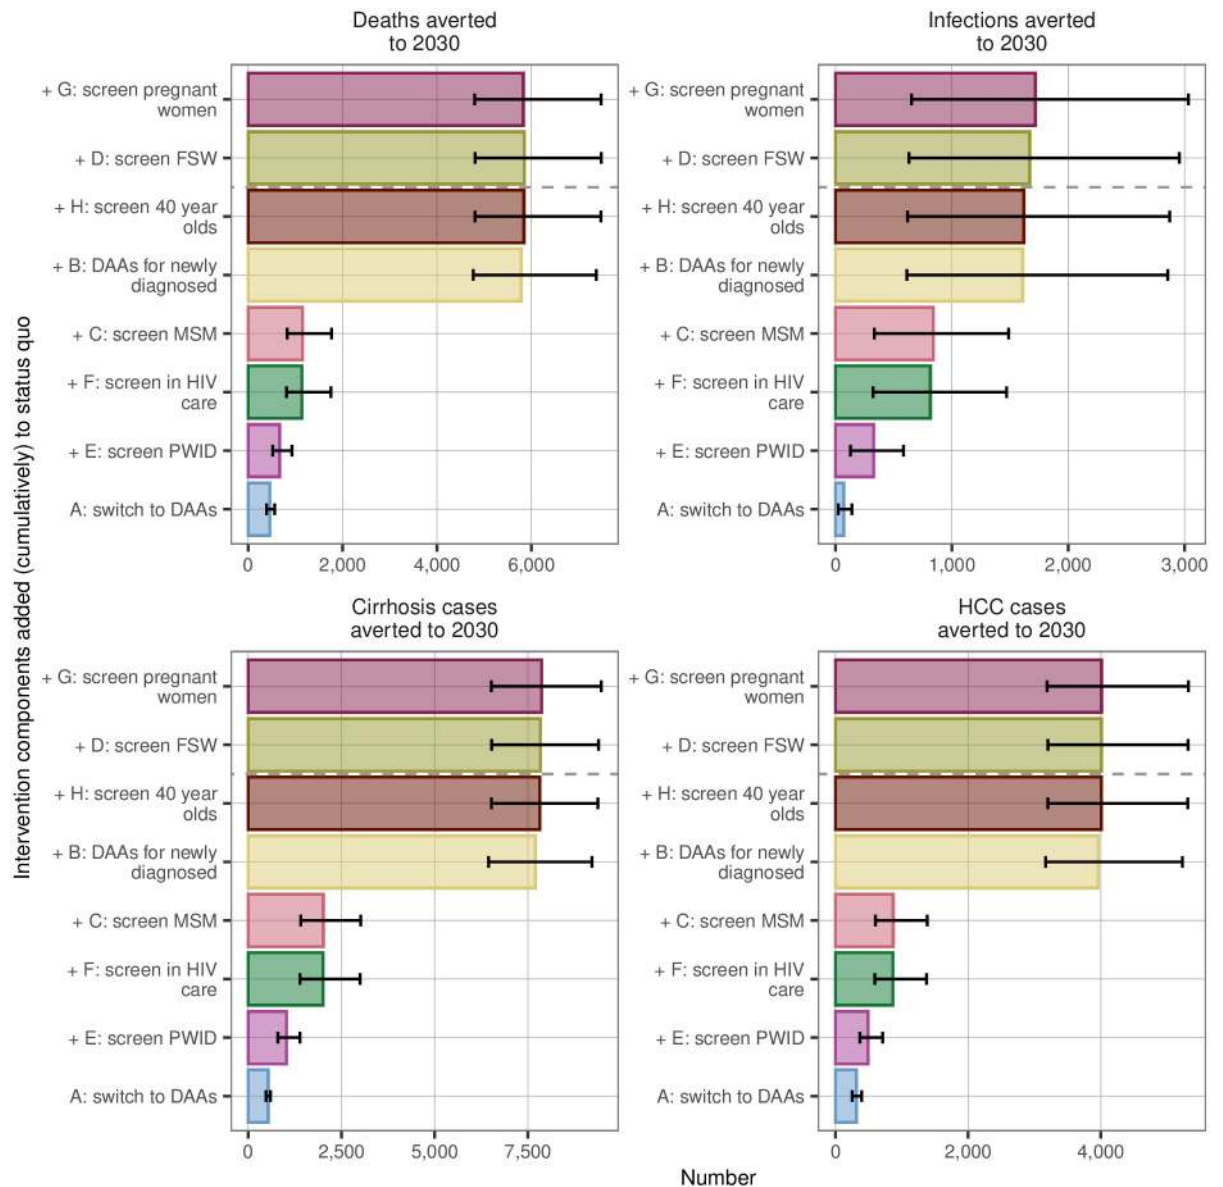 Deaths averted
to 2030
+ G: screen pregnant
women
+ D: screen FSW
+ H: screen 40 year
olds
+ B: DAAs for newly
diagnosed
+ C: screen MSM
+ F: screen in HIV
care
+ E: screen PWID
A: switch to DAAs
0 2,000 4,000 6,000
Infections averted
to 2030
+ G: screen pregnant
women
+ D: screen FSW
+ H: screen 40 year
olds
+ B: DAAs for newly
diagnosed
+ C: screen MSM
+ F: screen in HIV
care
+ E: screen PWID
A: switch to DAAs
0 1,000 2,000 3,000
Intervention components added (cumulatively) to status quo
Cirrhosis cases
averted to 2030
+ G: screen pregnant
women
+ D: screen FSW
+ H: screen 40 year
olds
+ B: DAAs for newly
diagnosed
+ C: screen MSM
+ F: screen in HIV
care
+ E: screen PWID
A: switch to DAAs
0 2,500 5,000 7,500
HCC cases
averted to 2030
+ G: screen pregnant
women
+ D: screen FSW
+ H: screen 40 year
olds
+ B: DAAs for newly
diagnosed
+ C: screen MSM
+ F: screen in HIV
care
+ E: screen PWID
A: switch to DAAs
0 2,000 4,000
Number